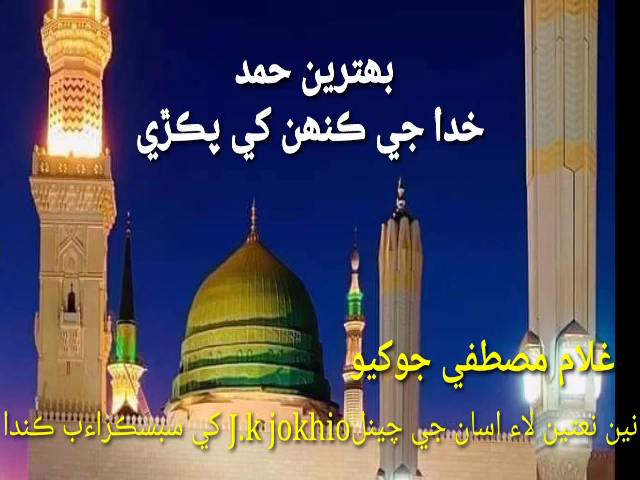 بهترين حمد
خدا جي ڪنهن کي پڪڙي
غلام مصطفي جوکيو
نين نعتين لاءِ اسان جي چينل J.k jokhio کي سبسڪرائب ڪندا